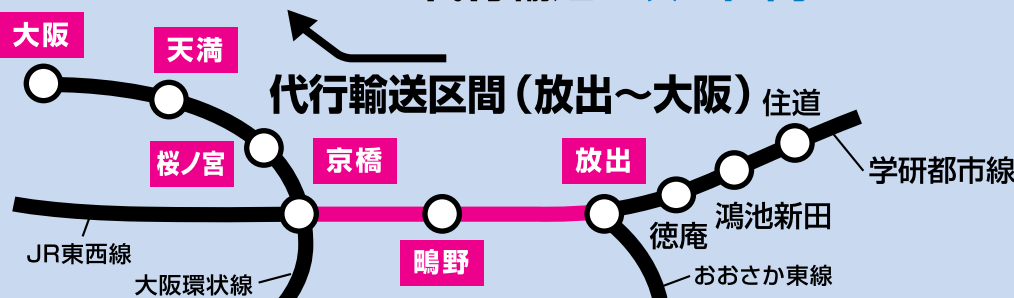 大阪
天満
代行輸送区間(放出～大阪)
住道
桜ノ宮
京橋
放出
学研都市線
鴻池新田
徳庵
鴫野
JR東西線
大阪環状線
おおさか東線